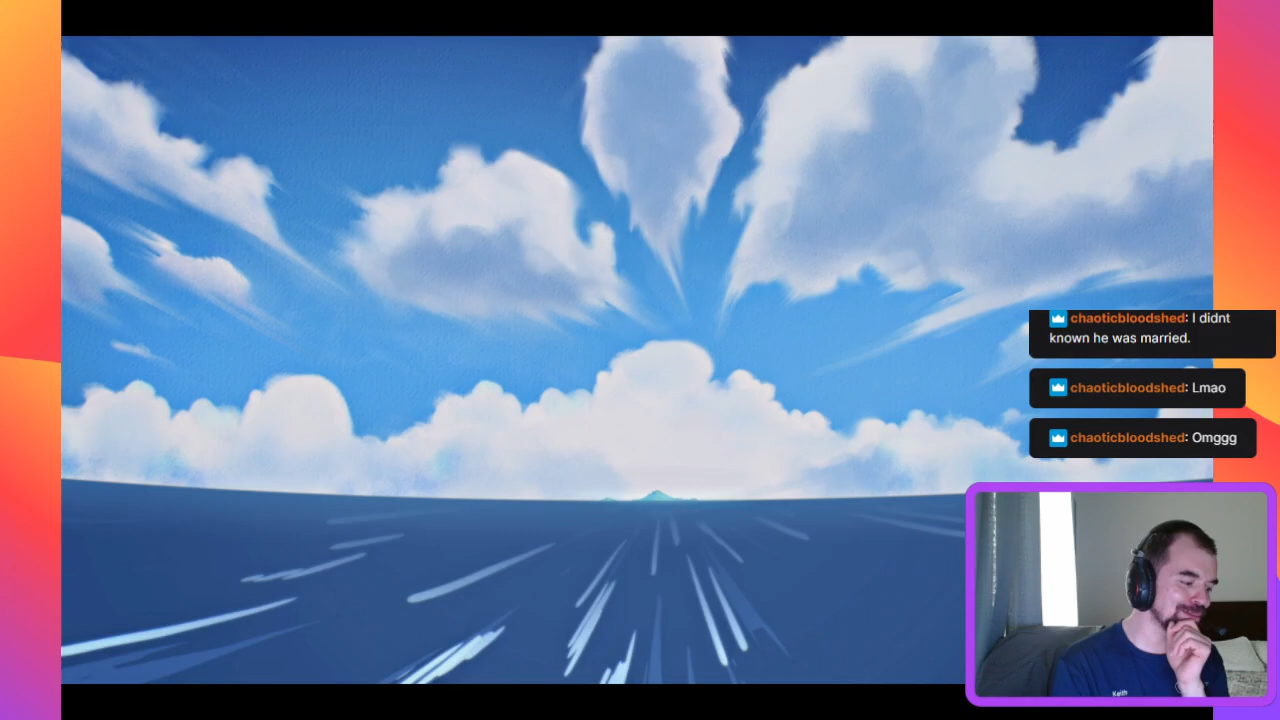 chaoticbloodshed: I didnt
known he was married.
chaoticbloodshed: Lmao
chaoticbloodshed: Omggg
Keith